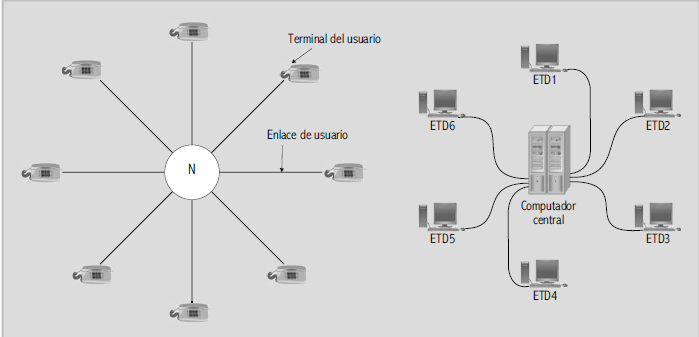 Terminal del usuario
Enlace de usuario
N
ETD1
ETD6
ETD2
Computador
central
ETD5
ETD3
ETD4